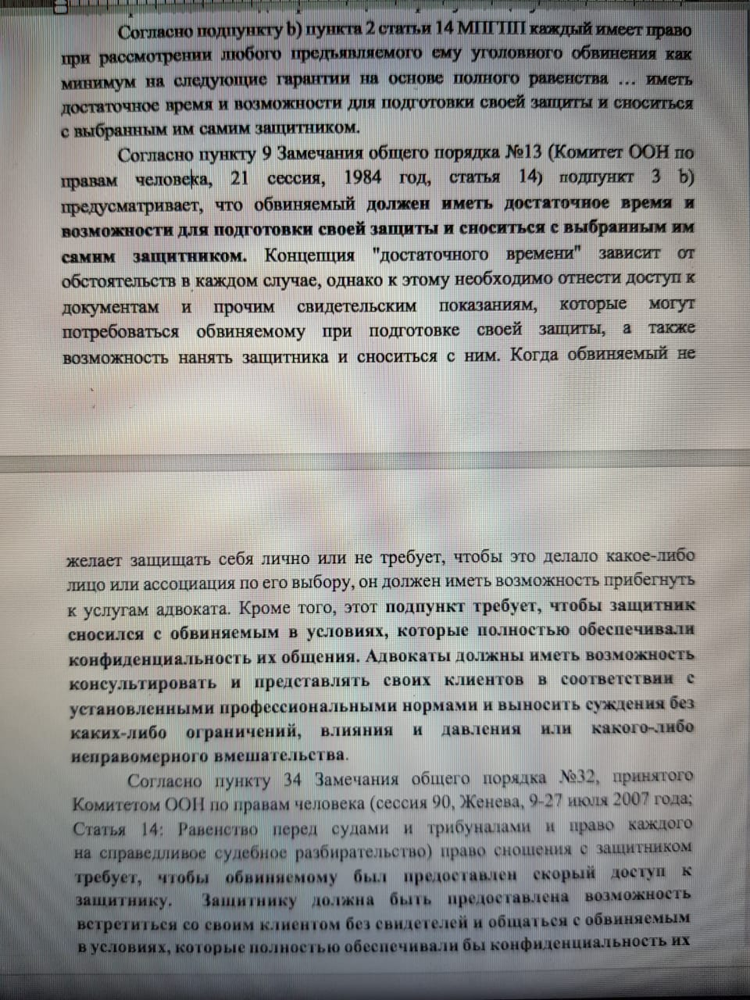 Согласно подпункту b) пункта 2 статьи 14 МПГПП каждый имеет право
при рассмотрении любого предъявляемого ему уголовного обвинения как
минимум на следующие гарантии на основе полного равенства … иметь
достаточное время и возможности для подготовки своей защиты и сноситься
с выбранным им самим защитником.
Согласно пункту 9 Замечания общего порядка №13 (Комитет ООН по
правам человека, 21 сессия, 1984 год, статья 14) подпункт 3 b)
предусматривает, что обвиняемый должен иметь достаточное время и
возможности для подготовки своей защиты и сноситься с выбранным им
самим защитником. Концепция "достаточного времени" зависит от
обстоятельств в каждом случае, однако к этому необходимо отнести доступ к
документам и прочим свидетельским показаниям, которые могут
потребоваться обвиняемому при подготовке своей защиты, а также
возможность нанять защитника и сноситься с ним. Когда обвиняемый не
желает защищать себя лично или не требует, чтобы это делало какое-либо
лицо или ассоциация по его выбору, он должен иметь возможность прибегнуть
к услугам адвоката. Кроме того, этот подпункт требует, чтобы защитник
сносился с обвиняемым в условиях, которые полностью обеспечивали
конфиденциальность их общения. Адвокаты должны иметь возможность
консультировать и представлять своих клиентов в соответствии с
установленными профессиональными нормами и выносить суждения без
каких-либо ограничений, влияния и давления или какого-либо
неправомерного вмешательства.
Согласно пункту 34 Замечания общего порядка №32, принятого
Комитетом ООН по правам человека (сессия 90, Женева, 9-27 июля 2007 года;
Статья 14: Равенство перед судами и трибуналами и право каждого
на справедливое судебное разбирательство) право сношения с защитником
требует, чтобы обвиняемому был предоставлен скорый доступ к
защитнику. Защитнику должна быть предоставлена возможность
встретиться со своим клиентом без свидетелей и общаться с обвиняемым
в условиях, которые полностью обеспечивали бы конфиденциальность их